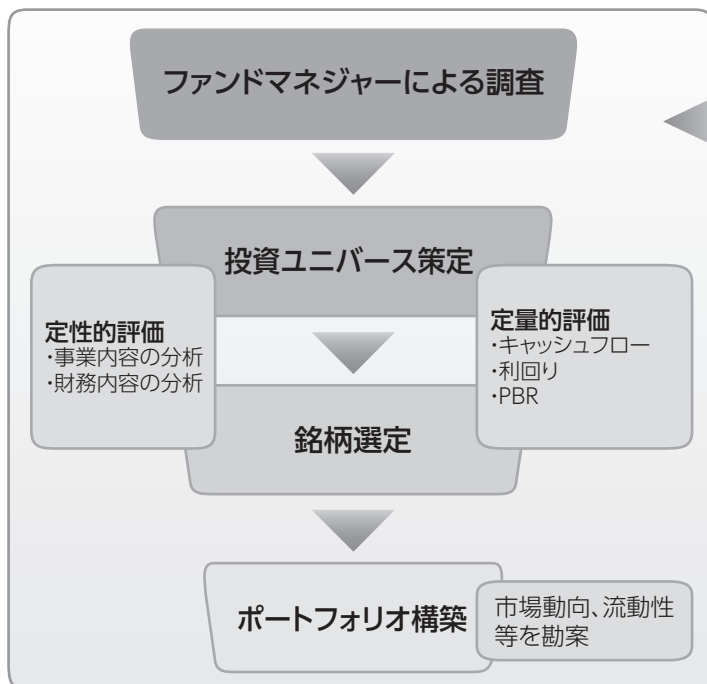 ファンドマネジャーによる調査
投資ユニバース策定
定性的評価
・事業内容の分析
・財務内容の分析
定量的評価
・キャッシュフロー
・利回り
・PBR
銘柄選定
ポートフォリオ構築
市場動向、流動性
等を勘案